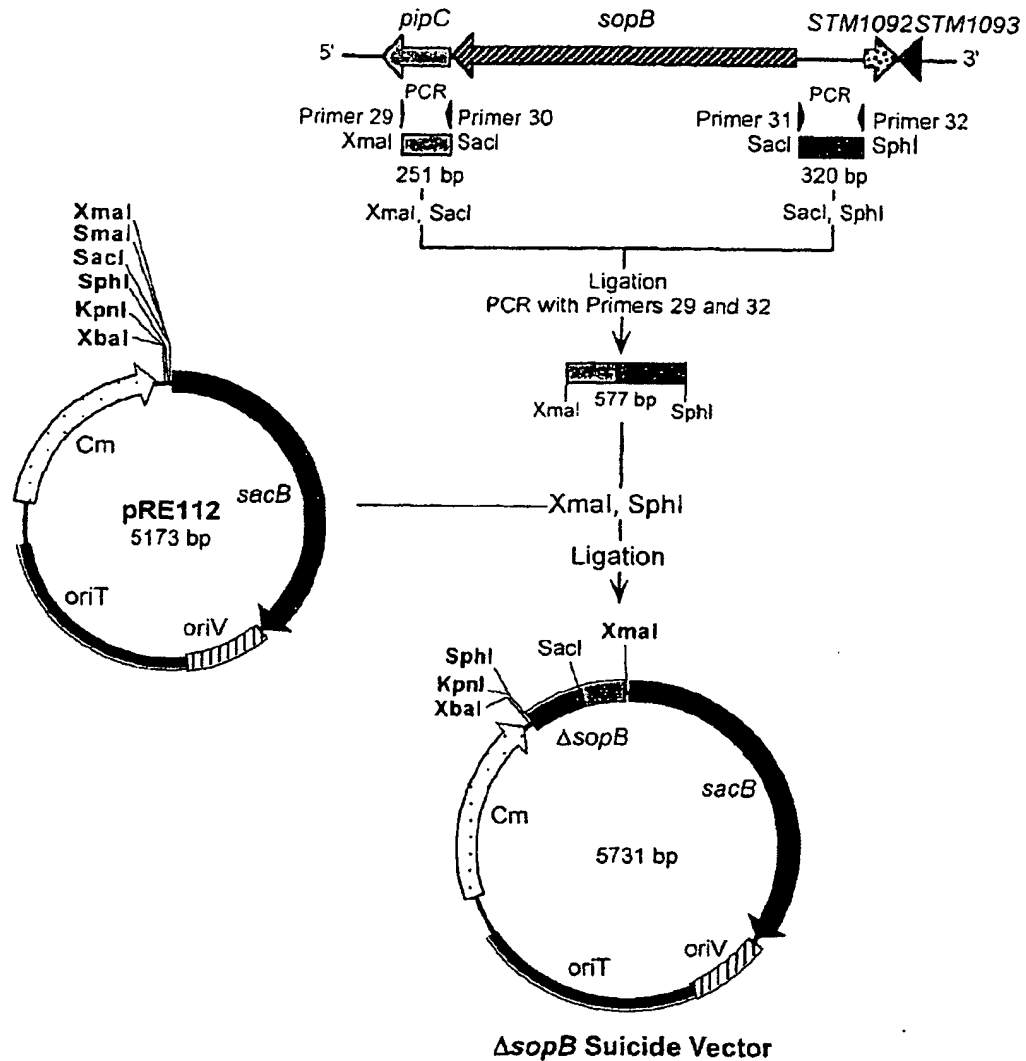 pipC sopB STM1092STM1093
5' 3'
PCR PCR
Primer 29 Primer 30 Primer 31 Primer 32
XmaI SacI SacI SphI
251 bp 320 bp
XmaI, SacI SacI, SphI
XmaI
SmaI
SacI
SphI
KpnI
XbaI
Ligation
PCR with Primers 29 and 32
577 bp
XmaI SphI
Cm
sacB
pRE112
5173 bp
oriT
oriV
XmaI, SphI
Ligation
XmaI
SacI
SphI
KpnI
XbaI
ΔsopB
sacB
Cm
5731 bp
oriV
oriT
ΔsopB Suicide Vector